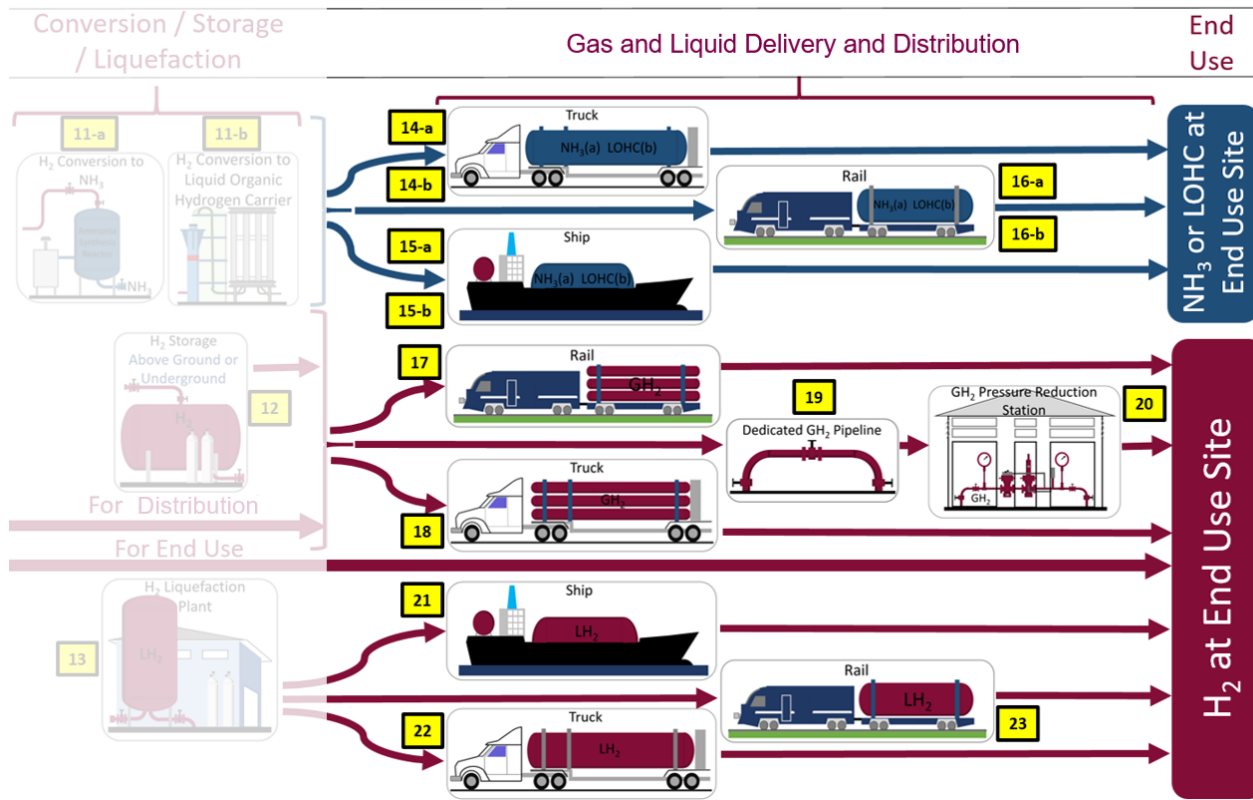 Conversion / Storage
/ Liquefaction
Gas and Liquid Delivery and Distribution
End
Use
11-a
H₂ Conversion to
NH₃
NH₃
11-b
H₂ Conversion to
Liquid Organic
Hydrogen Carrier
14-a
14-b
Truck
NH₃(a) LOHC(b)
Rail
NH₃(a) LOHC(b)
16-a
16-b
15-a
15-b
Ship
NH₃(a) LOHC(b)
NH₃ or LOHC at
End Use Site
H₂ Storage
Above Ground or
Underground
H₂
12
For Distribution
For End Use
17
Rail
GH₂
19
Dedicated GH₂ Pipeline
GH₂ Pressure Reduction
Station
GH₂
20
18
Truck
GH₂
H₂ Liquefaction
Plant
LH₂
13
21
Ship
LH₂
Rail
LH₂
23
22
Truck
LH₂
H₂ at End Use Site